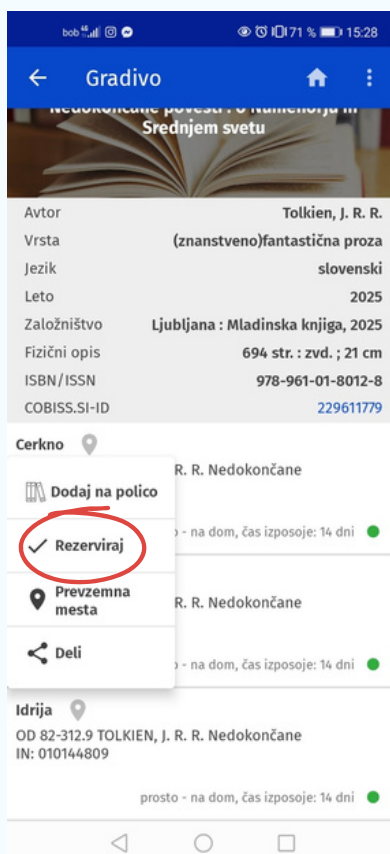 bob 71 % 15:28
Gradivo
Nedokončane povesti : o Numenorju in
Srednjem svetu
Avtor Tolkien, J. R. R.
Vrsta (znanstveno)fantastična proza
Jezik slovenski
Leto 2025
Založništvo Ljubljana : Mladinska knjiga, 2025
Fizični opis 694 str. : zvd. ; 21 cm
ISBN/ISSN 978-961-01-8012-8
COBISS.SI-ID 229611779
Cerkno
R. R. Nedokončane
Dodaj na polico
- na dom, čas izposoje: 14 dni
Rezerviraj
Prevzemna
mesta
R. R. Nedokončane
Deli
- na dom, čas izposoje: 14 dni
Idrija
OD 82-312.9 TOLKIEN, J. R. R. Nedokončane
IN: 010144809
prosto - na dom, čas izposoje: 14 dni